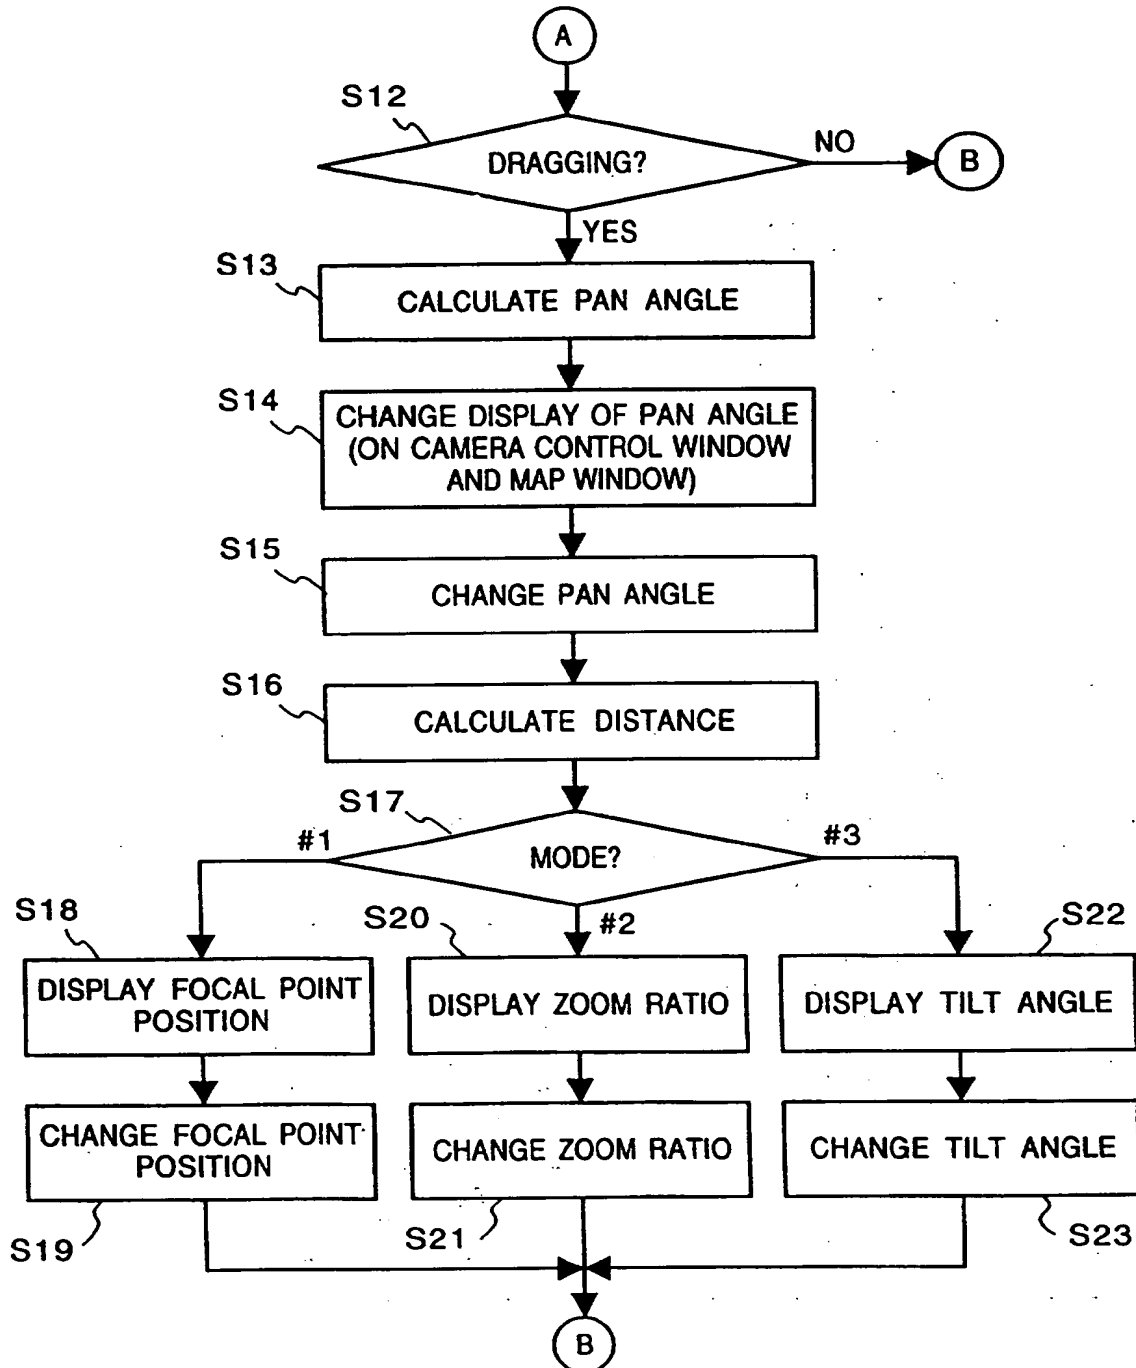 A
S12
DRAGGING?
NO
B
YES
S13
CALCULATE PAN ANGLE
S14
CHANGE DISPLAY OF PAN ANGLE
(ON CAMERA CONTROL WINDOW
AND MAP WINDOW)
S15
CHANGE PAN ANGLE
S16
CALCULATE DISTANCE
S17
#1
MODE?
#3
#2
S18
DISPLAY FOCAL POINT
POSITION
S20
DISPLAY ZOOM RATIO
S22
DISPLAY TILT ANGLE
CHANGE FOCAL POINT
POSITION
S19
CHANGE ZOOM RATIO
S21
CHANGE TILT ANGLE
S23
B